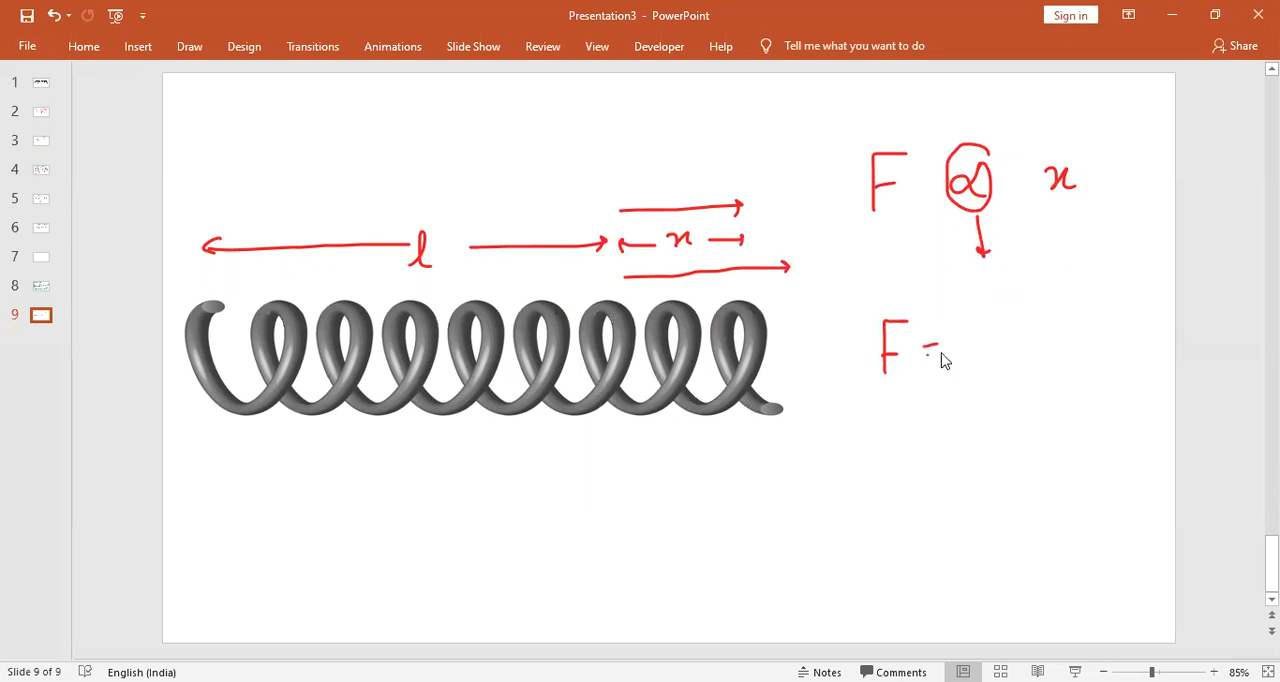 Presentation3 - PowerPoint
Sign in
File Home Insert Draw Design Transitions Animations Slide Show Review View Developer Help Tell me what you want to do Share
1
2
3
4
5
6
7
8
9
F α x
x
l
F =
Slide 9 of 9 English (India) Notes Comments 85%